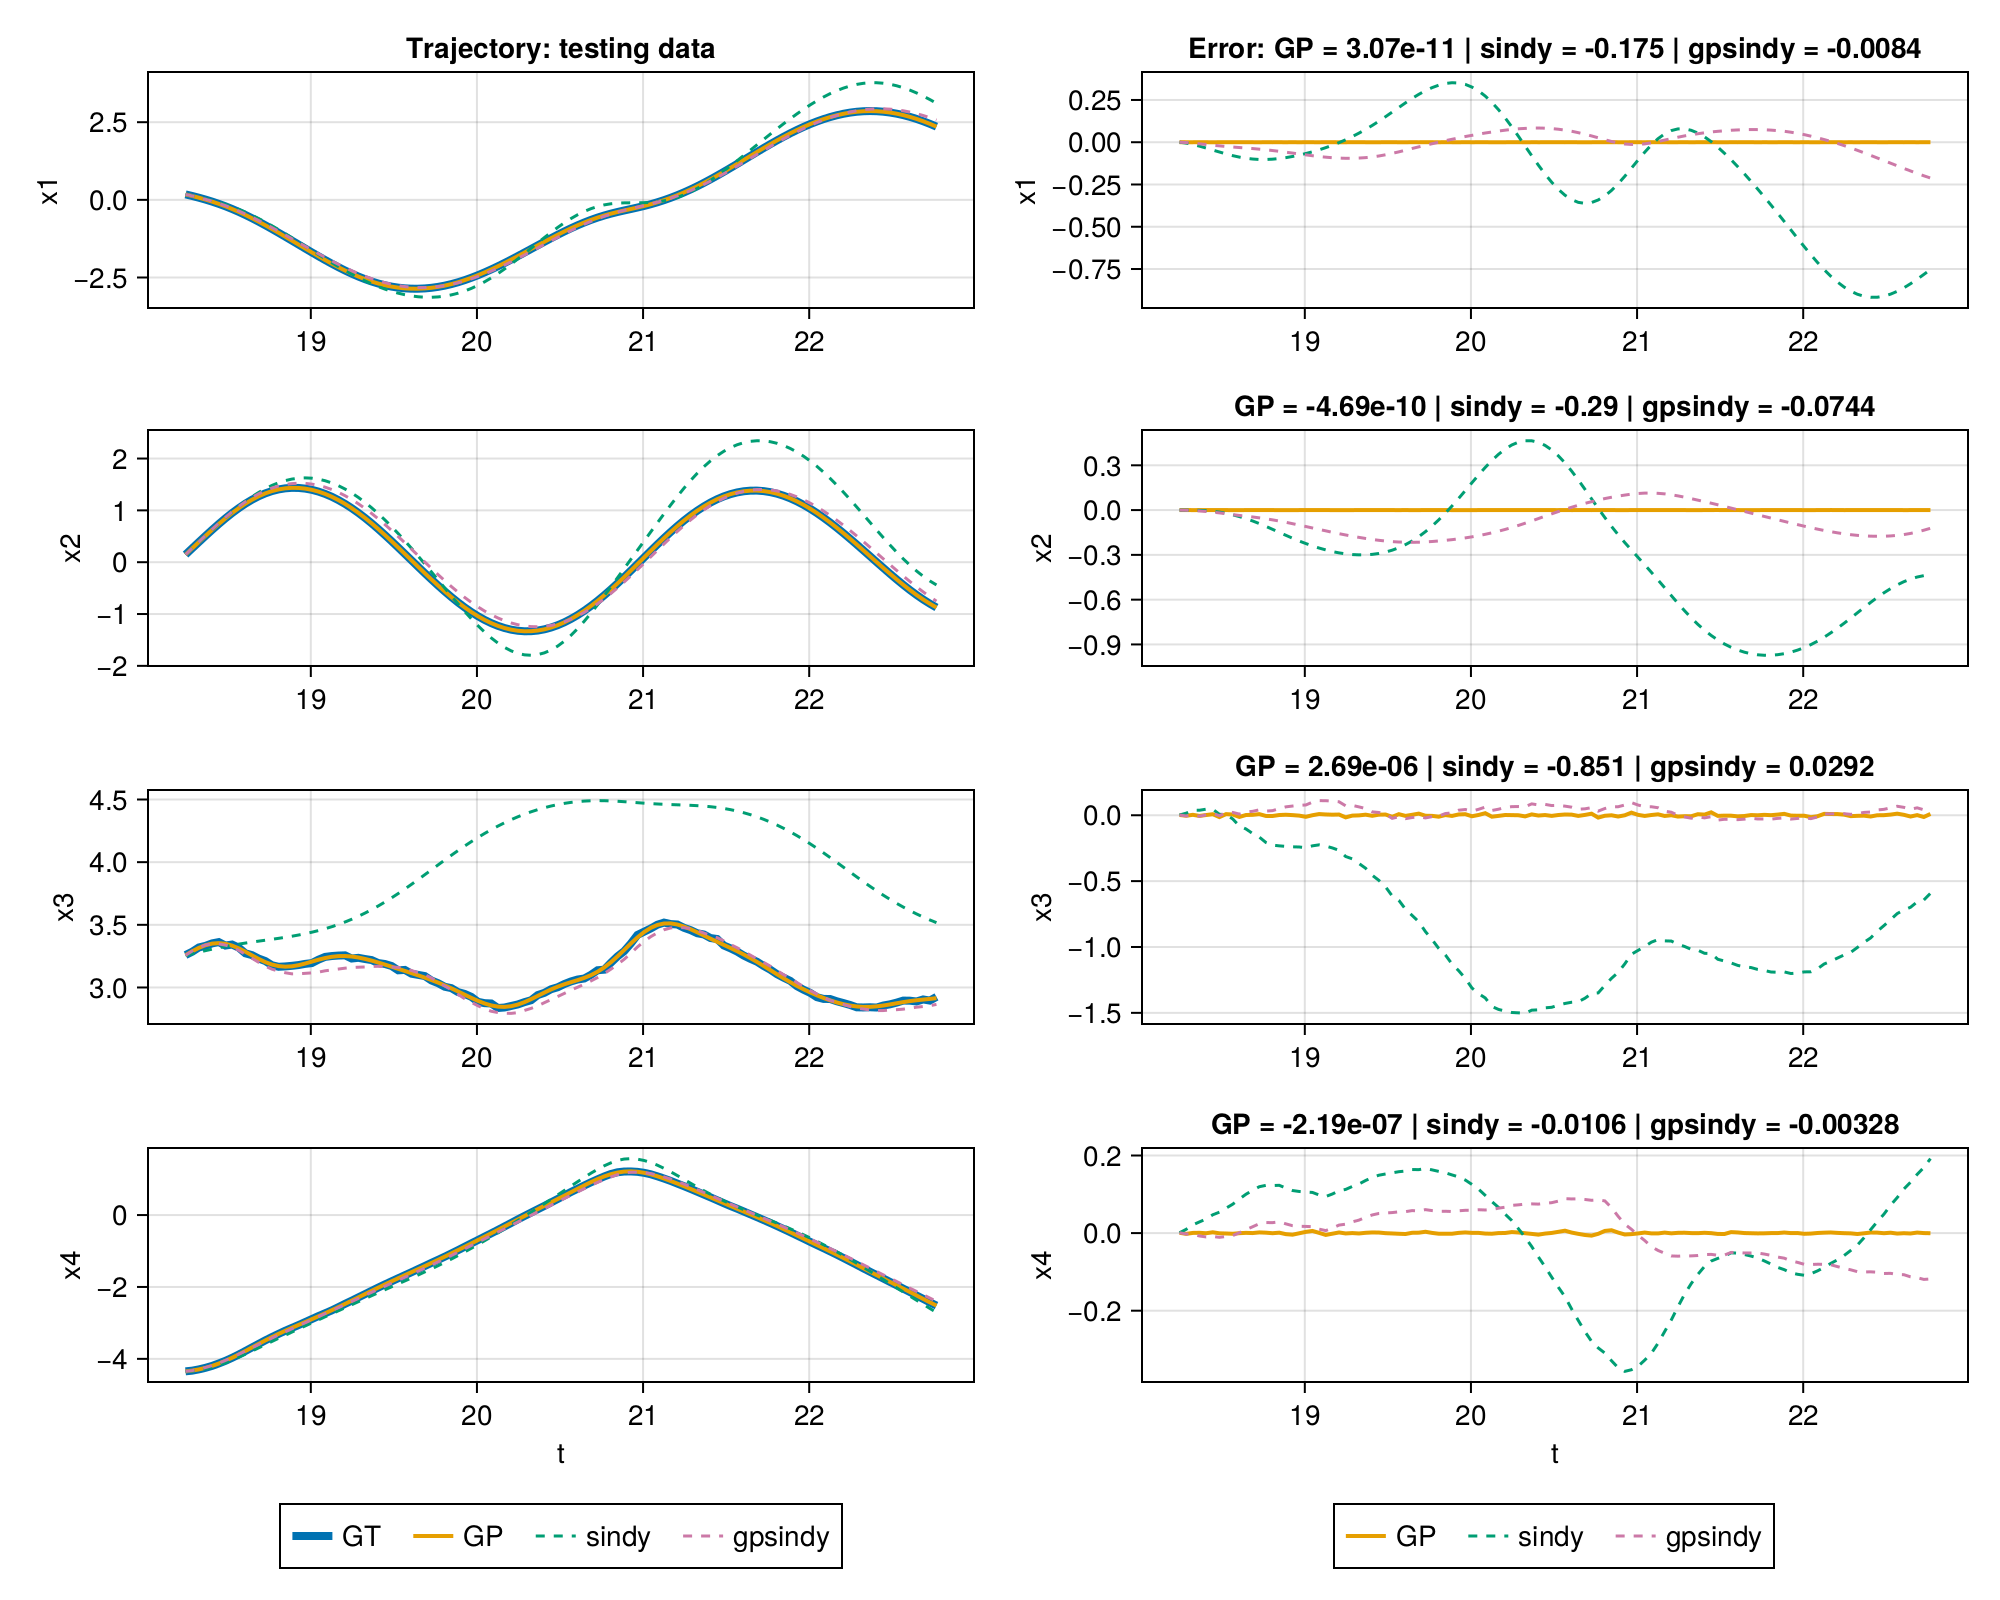 Trajectory: testing data
2.5
0.0
−2.5
x1
19 20 21 22
Error: GP = 3.07e-11 | sindy = -0.175 | gpsindy = -0.0084
0.25
0.00
−0.25
−0.50
−0.75
x1
19 20 21 22
2
1
0
−1
−2
x2
19 20 21 22
GP = -4.69e-10 | sindy = -0.29 | gpsindy = -0.0744
0.3
0.0
−0.3
−0.6
−0.9
x2
19 20 21 22
4.5
4.0
3.5
3.0
x3
19 20 21 22
GP = 2.69e-06 | sindy = -0.851 | gpsindy = 0.0292
0.0
−0.5
−1.0
−1.5
x3
19 20 21 22
0
−2
−4
x4
19 20 21 22
t
GP = -2.19e-07 | sindy = -0.0106 | gpsindy = -0.00328
0.2
0.0
−0.2
x4
19 20 21 22
t
GT GP sindy gpsindy
GP sindy gpsindy